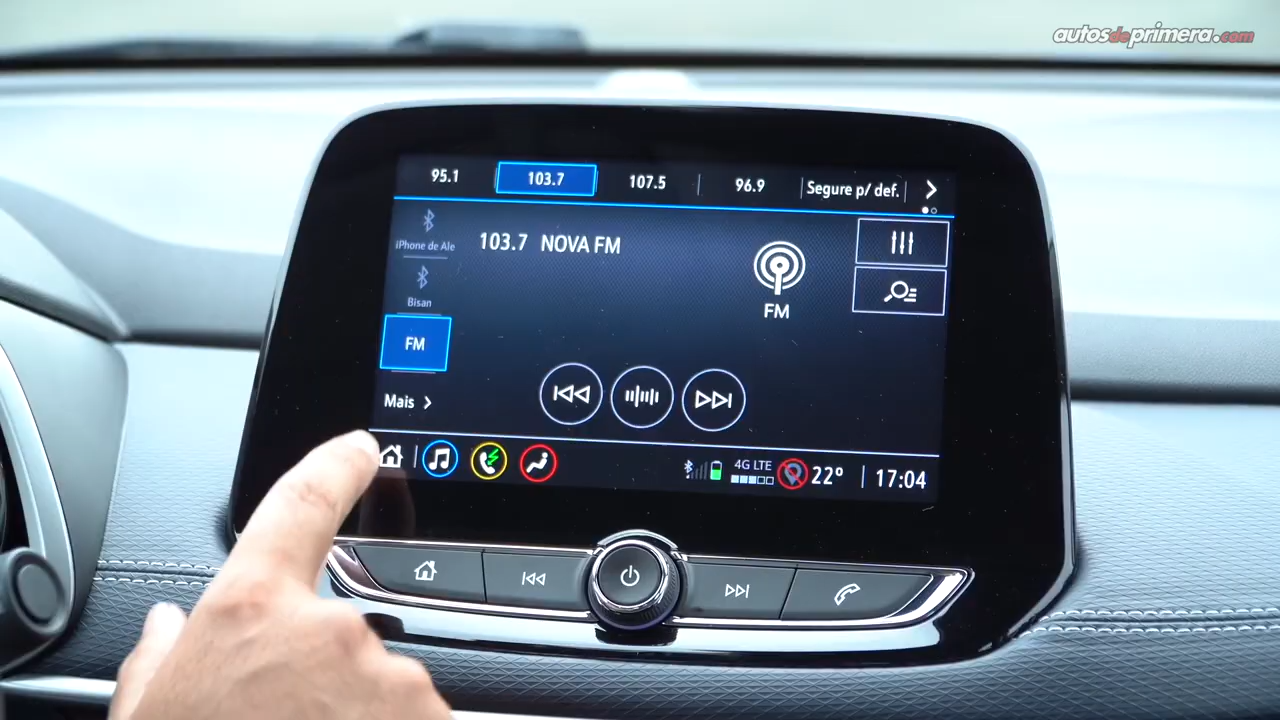 autosdeprimera.com
95.1
103.7
107.5
96.9
Segure p/ def.
iPhone de Ale
103.7 NOVA FM
Bisan
FM
FM
Mais
4G LTE
22º
17:04